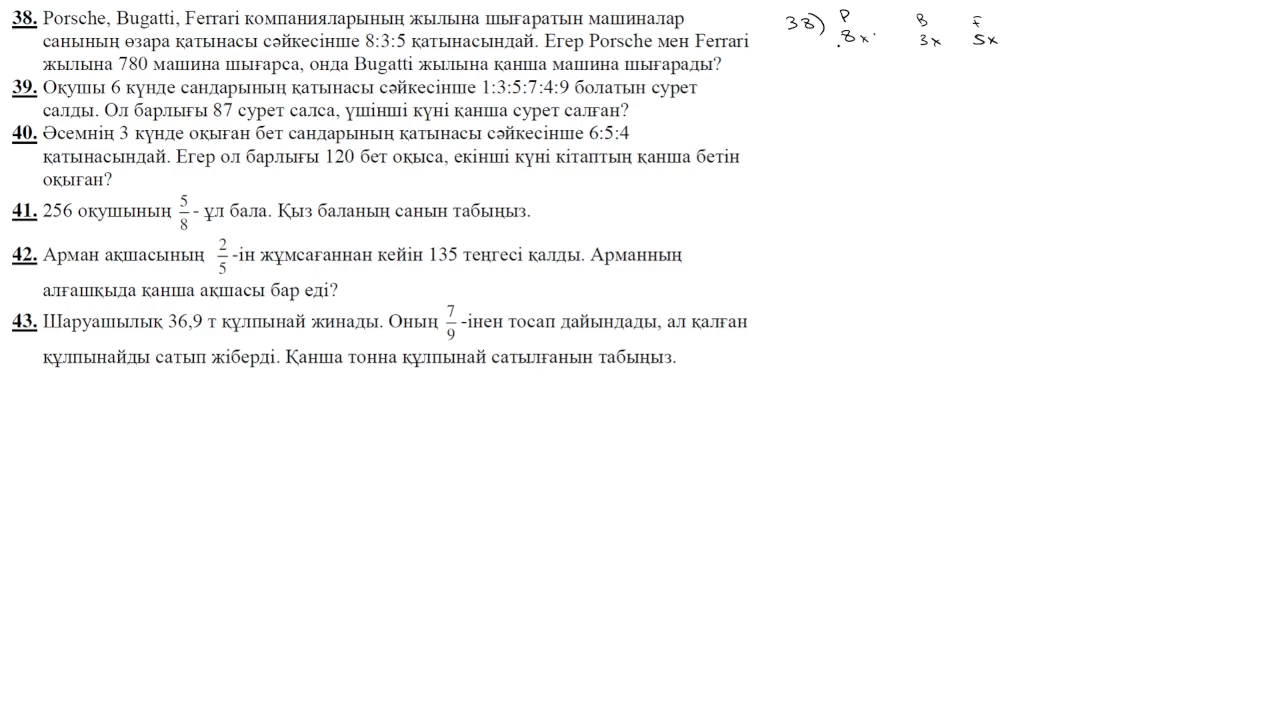 38. Porsche, Bugatti, Ferrari компанияларының жылына шығаратын машиналар
санының өзара қатынасы сәйкесінше 8:3:5 қатынасындай. Егер Porsche мен Ferrari
жылына 780 машина шығарса, онда Bugatti жылына қанша машина шығарады?
39. Оқушы 6 күнде сандарының қатынасы сәйкесінше 1:3:5:7:4:9 болатын сурет
салды. Ол барлығы 87 сурет салса, үшінші күні қанша сурет салған?
40. Әсемнің 3 күнде оқыған бет сандарының қатынасы сәйкесінше 6:5:4
қатынасындай. Егер ол барлығы 120 бет оқыса, екінші күні кітаптың қанша бетін
оқыған?
41. 256 оқушының 5/8 - ұл бала. Қыз баланың санын табыңыз.
42. Арман ақшасының 2/5 -ін жұмсағаннан кейін 135 теңгесі қалды. Арманның
алғашқыда қанша ақшасы бар еді?
43. Шаруашылық 36,9 т құлпынай жинады. Оның 7/9 -інен тосап дайындады, ал қалған
құлпынайды сатып жіберді. Қанша тонна құлпынай сатылғанын табыңыз.
38) P B F
8x 3x 5x